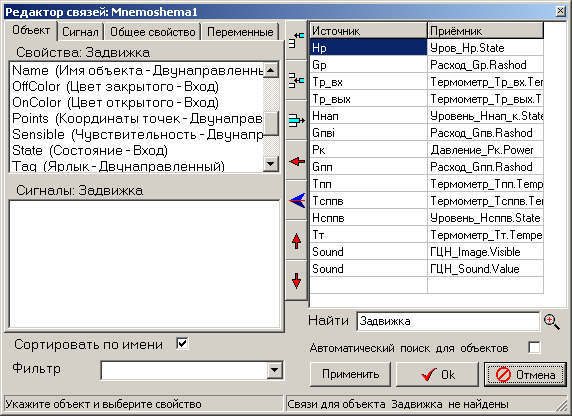 Редактор связей: Mnemoshema1
Объект Сигнал Общее свойство Переменные
Свойства: Задвижка
Name (Имя объекта - Двунаправленны
OffColor (Цвет закрытого - Вход)
OnColor (Цвет открытого - Вход)
Points (Координаты точек - Двунаправ
Sensible (Чувствительность - Двунапр
State (Состояние - Вход)
Tag (Ярлык - Двунаправленный)
Сигналы: Задвижка
Сортировать по имени
Фильтр
Источник Приёмник
Нр Уров_Нр.State
Gр Расход_Gр.Rashod
Тр_вх Термометр_Тр_вх.Тем
Тр_вых Термометр_Тр_вых.Т
Ннап Уровень_Ннап_к.State
Gпві Расход_Gпв.Rashod
Рк Давление_Рк.Power
Gпп Расход_Gпп.Rashod
Тпп Термометр_Тпп.Temp
Тсппв Термометр_Тсппв.Tem
Нсппв Уровень_Нсппв.State
Тт Термометр_Тт.Tempe
Sound ГЦН_Image.Visible
Sound ГЦН_Sound.Value
Найти Задвижка
Автоматический поиск для объектов
Применить Ok Отмена
Укажите объект и выберите свойство Связи для объекта Задвижка не найдены